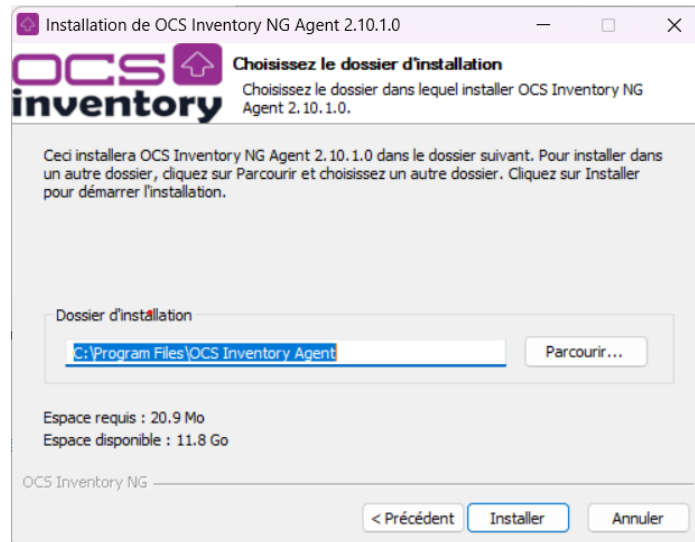 Installation de OCS Inventory NG Agent 2.10.1.0
OCS
inventory
Choisissez le dossier d'installation
Choisissez le dossier dans lequel installer OCS Inventory NG
Agent 2.10.1.0.
Ceci installera OCS Inventory NG Agent 2.10.1.0 dans le dossier suivant. Pour installer dans
un autre dossier, cliquez sur Parcourir et choisissez un autre dossier. Cliquez sur Installer
pour démarrer l'installation.
Dossier d'installation
C:\Program Files\OCS Inventory Agent
Parcourir...
Espace requis : 20.9 Mo
Espace disponible : 11.8 Go
OCS Inventory NG
< Précédent
Installer
Annuler